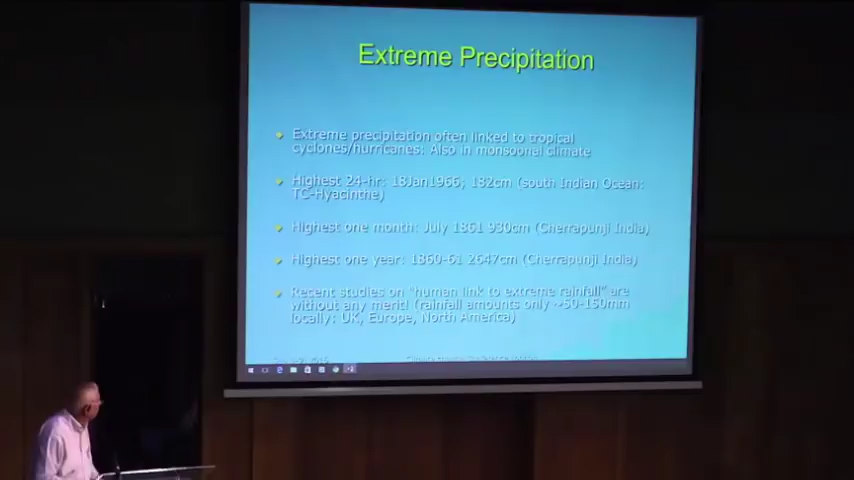 Extreme Precipitation
Extreme precipitation often linked to tropical
cyclones/hurricanes: Also in monsoonal climate
Highest 24-hr: 18Jan1966; 182cm (south Indian Ocean:
TC-Hyacinthe)
Highest one month: July 1861 930cm (Cherrapunji India)
Highest one year: 1860-61 2647cm (Cherrapunji India)
Recent studies on "human link to extreme rainfall" are
without any merit! (rainfall amounts only ~50-150mm
locally: UK, Europe, North America)